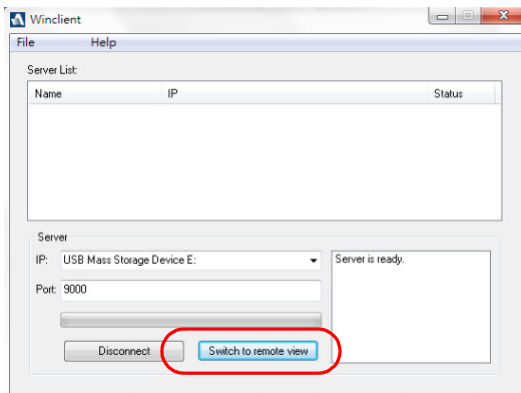 Winclient
File Help
Server List:
Name IP Status
Server
IP: USB Mass Storage Device E: Server is ready.
Port: 9000
Disconnect Switch to remote view